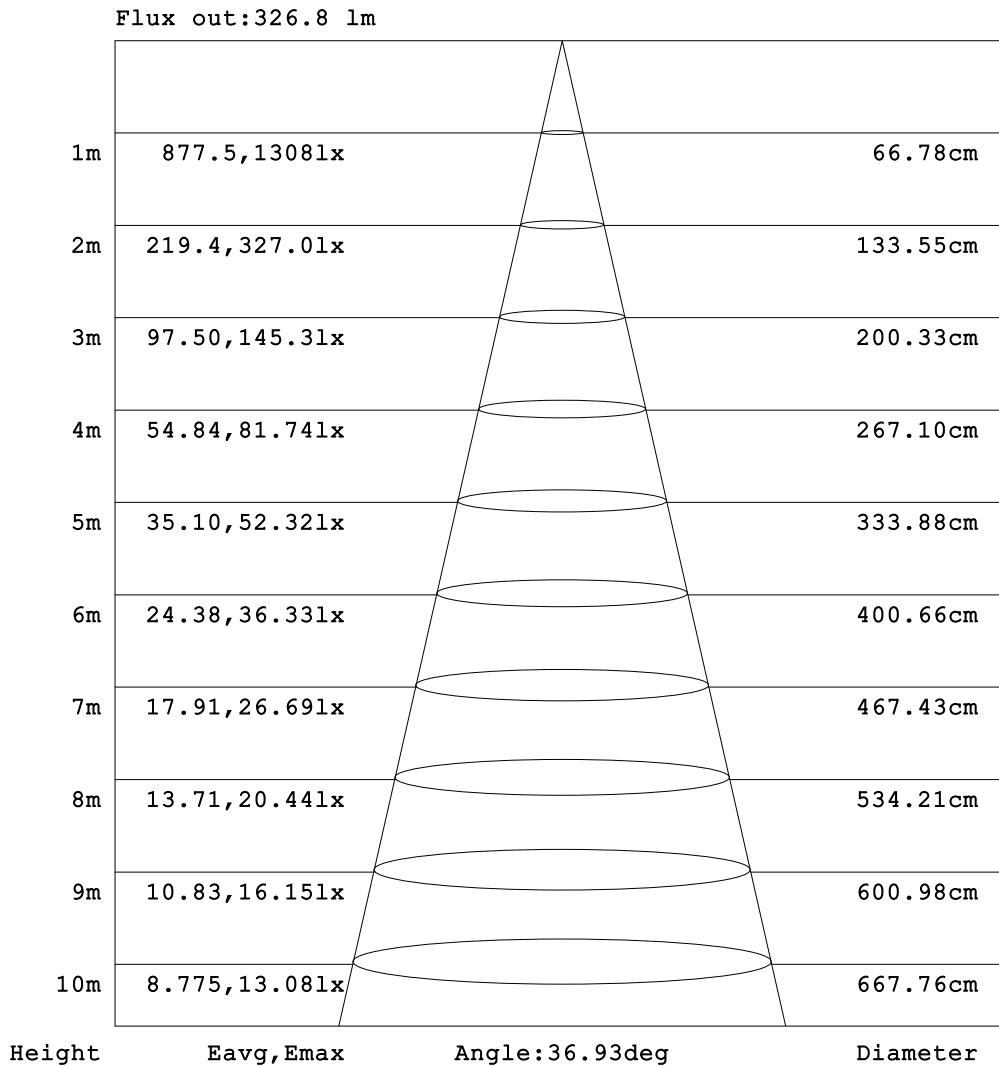 Flux out:326.8 lm
1m 877.5,1308lx 66.78cm
2m 219.4,327.0lx 133.55cm
3m 97.50,145.3lx 200.33cm
4m 54.84,81.74lx 267.10cm
5m 35.10,52.32lx 333.88cm
6m 24.38,36.33lx 400.66cm
7m 17.91,26.69lx 467.43cm
8m 13.71,20.44lx 534.21cm
9m 10.83,16.15lx 600.98cm
10m 8.775,13.08lx 667.76cm
Height Eavg,Emax Angle:36.93deg Diameter